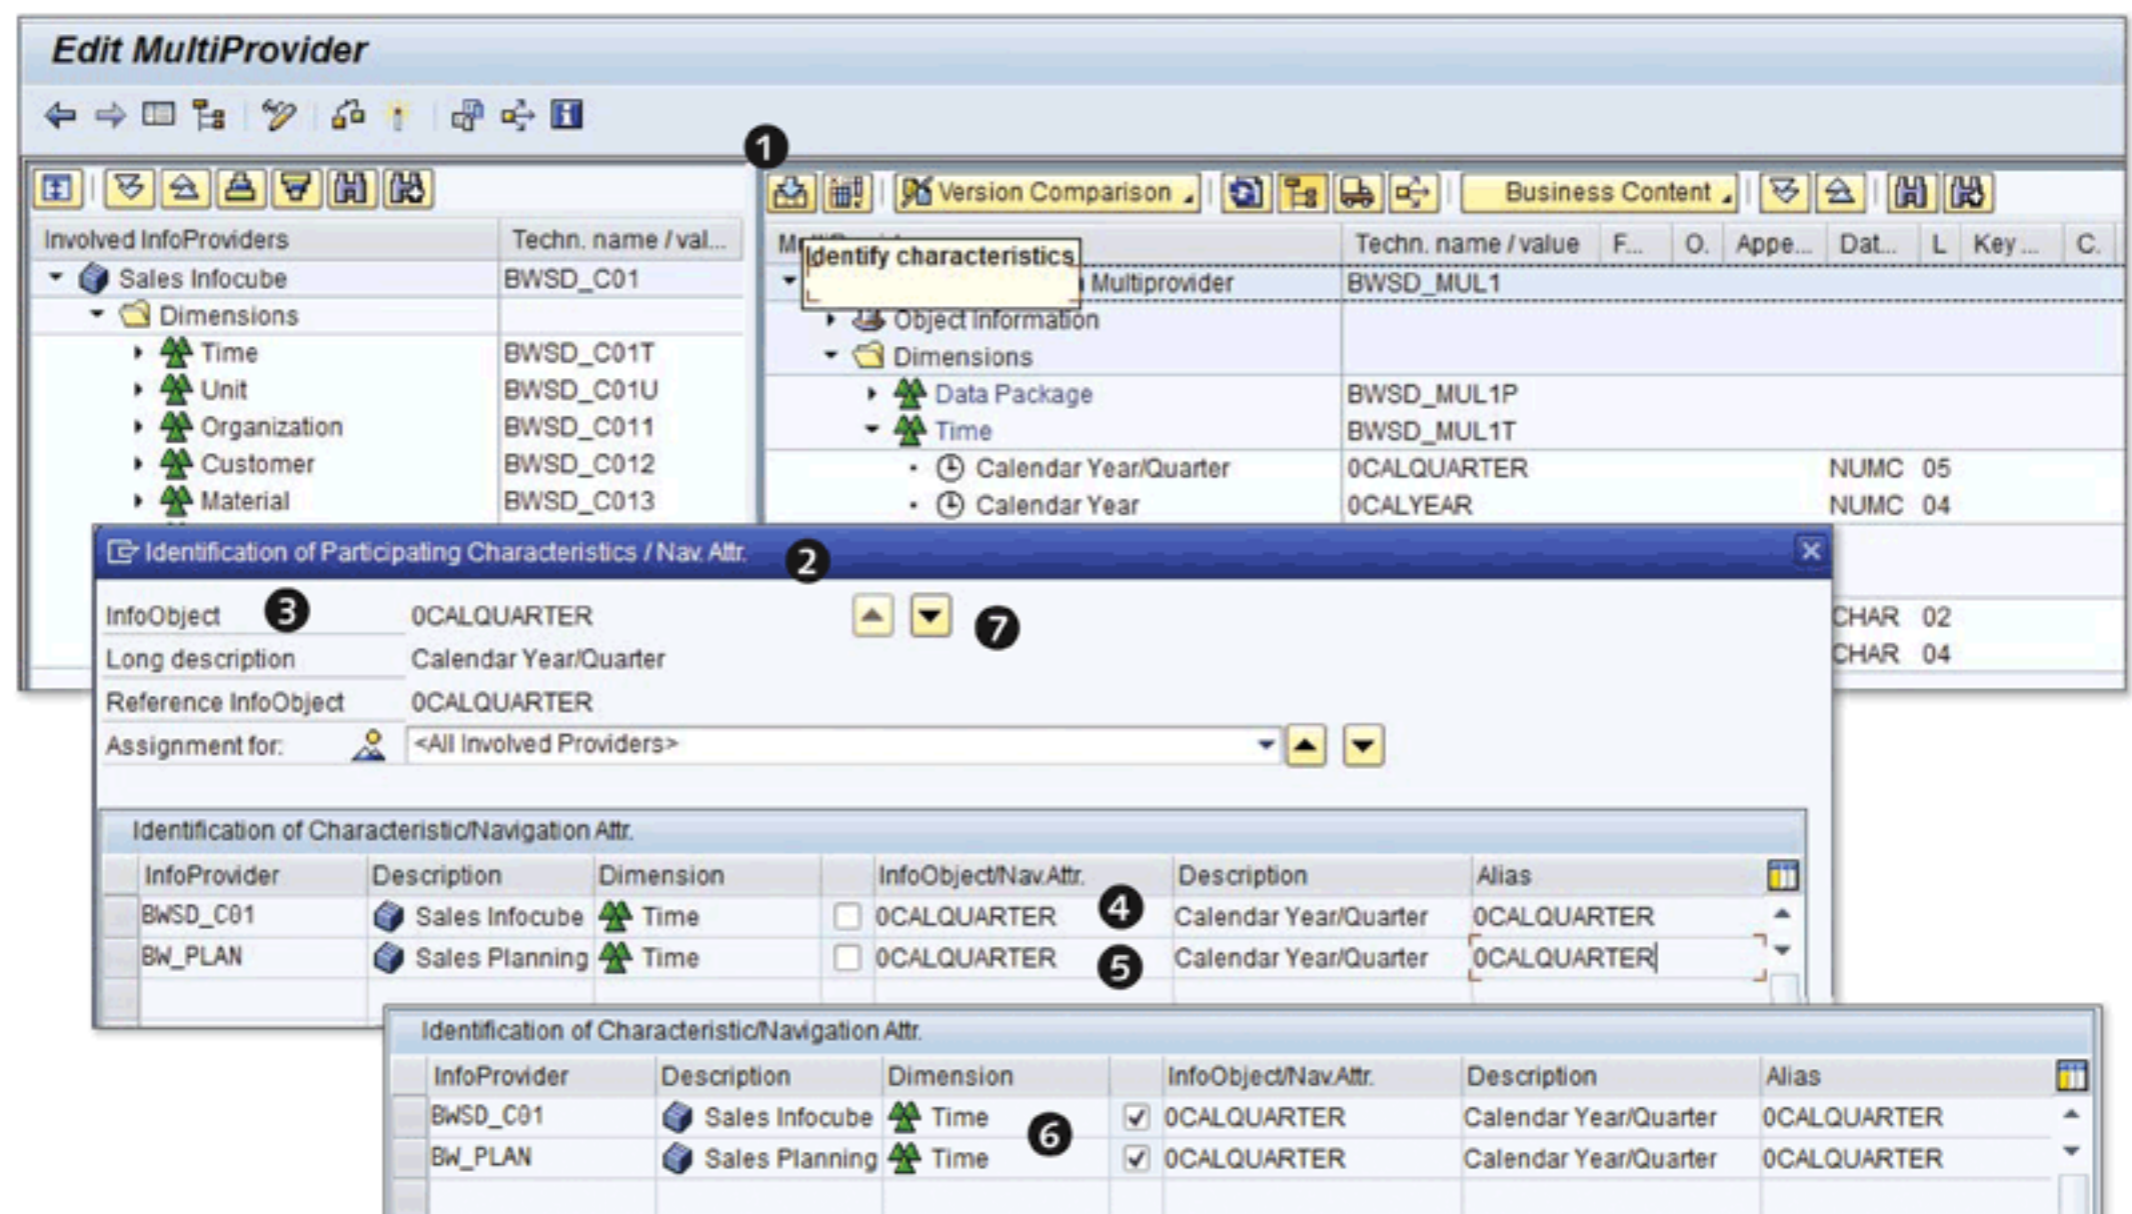 Edit MultiProvider
1
Version Comparison Business Content
Involved InfoProviders Techn. name / val... Techn. name / value F... O. Appe... Dat... L Key ... C.
Identify characteristics
Sales Infocube BWSD_C01 Multiprovider BWSD_MUL1
Dimensions Object Information
Time BWSD_C01T Dimensions
Unit BWSD_C01U Data Package BWSD_MUL1P
Organization BWSD_C011 Time BWSD_MUL1T
Customer BWSD_C012 Calendar Year/Quarter 0CALQUARTER NUMC 05
Material BWSD_C013 Calendar Year 0CALYEAR NUMC 04
Identification of Participating Characteristics / Nav. Attr. 2
InfoObject 3 0CALQUARTER 7 CHAR 02
Long description Calendar Year/Quarter CHAR 04
Reference InfoObject 0CALQUARTER
Assignment for: <All Involved Providers>
Identification of Characteristic/Navigation Attr.
InfoProvider Description Dimension InfoObject/Nav.Attr. Description Alias
BWSD_C01 Sales Infocube Time 0CALQUARTER 4 Calendar Year/Quarter 0CALQUARTER
BW_PLAN Sales Planning Time 0CALQUARTER 5 Calendar Year/Quarter 0CALQUARTER
Identification of Characteristic/Navigation Attr.
InfoProvider Description Dimension InfoObject/Nav.Attr. Description Alias
BWSD_C01 Sales Infocube Time 0CALQUARTER Calendar Year/Quarter 0CALQUARTER
6
BW_PLAN Sales Planning Time 0CALQUARTER Calendar Year/Quarter 0CALQUARTER